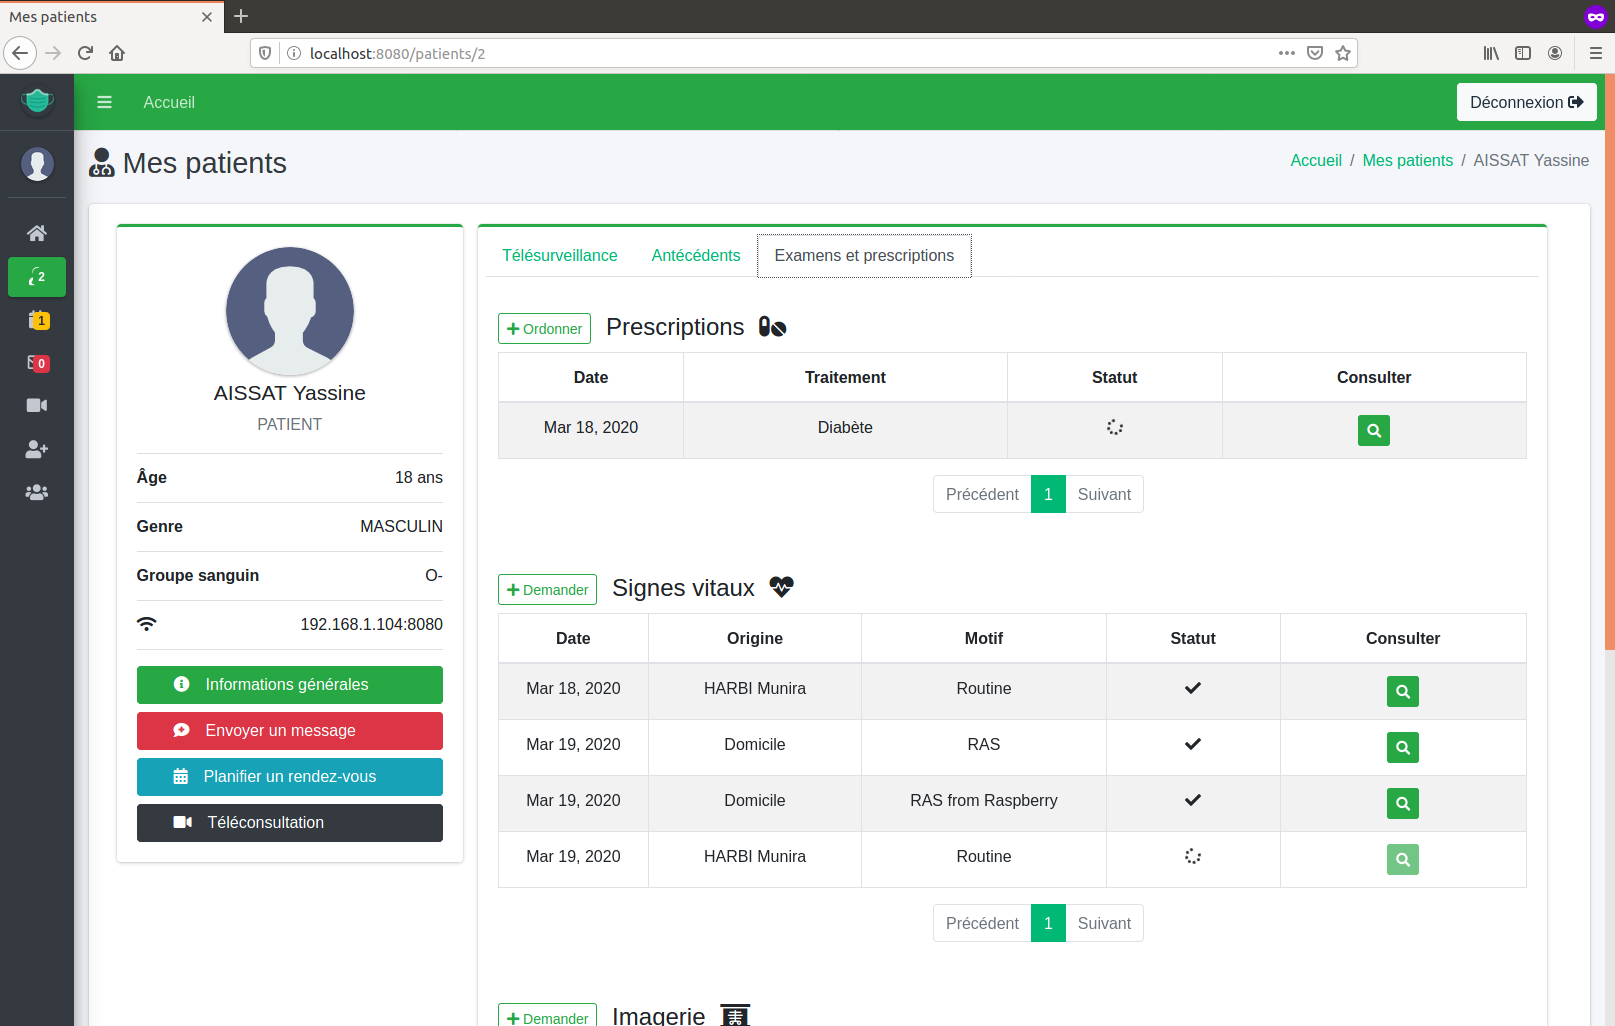 Mes patients
localhost:8080/patients/2
Accueil
Déconnexion
Mes patients
Accueil / Mes patients / AISSAT Yassine
2
1
0
AISSAT Yassine
PATIENT
Âge 18 ans
Genre MASCULIN
Groupe sanguin O-
192.168.1.104:8080
Informations générales
Envoyer un message
Planifier un rendez-vous
Téléconsultation
Télésurveillance Antécédents Examens et prescriptions
Ordonner Prescriptions
Date Traitement Statut Consulter
Mar 18, 2020 Diabète
Précédent 1 Suivant
Demander Signes vitaux
Date Origine Motif Statut Consulter
Mar 18, 2020 HARBI Munira Routine
Mar 19, 2020 Domicile RAS
Mar 19, 2020 Domicile RAS from Raspberry
Mar 19, 2020 HARBI Munira Routine
Précédent 1 Suivant
Demander Imagerie